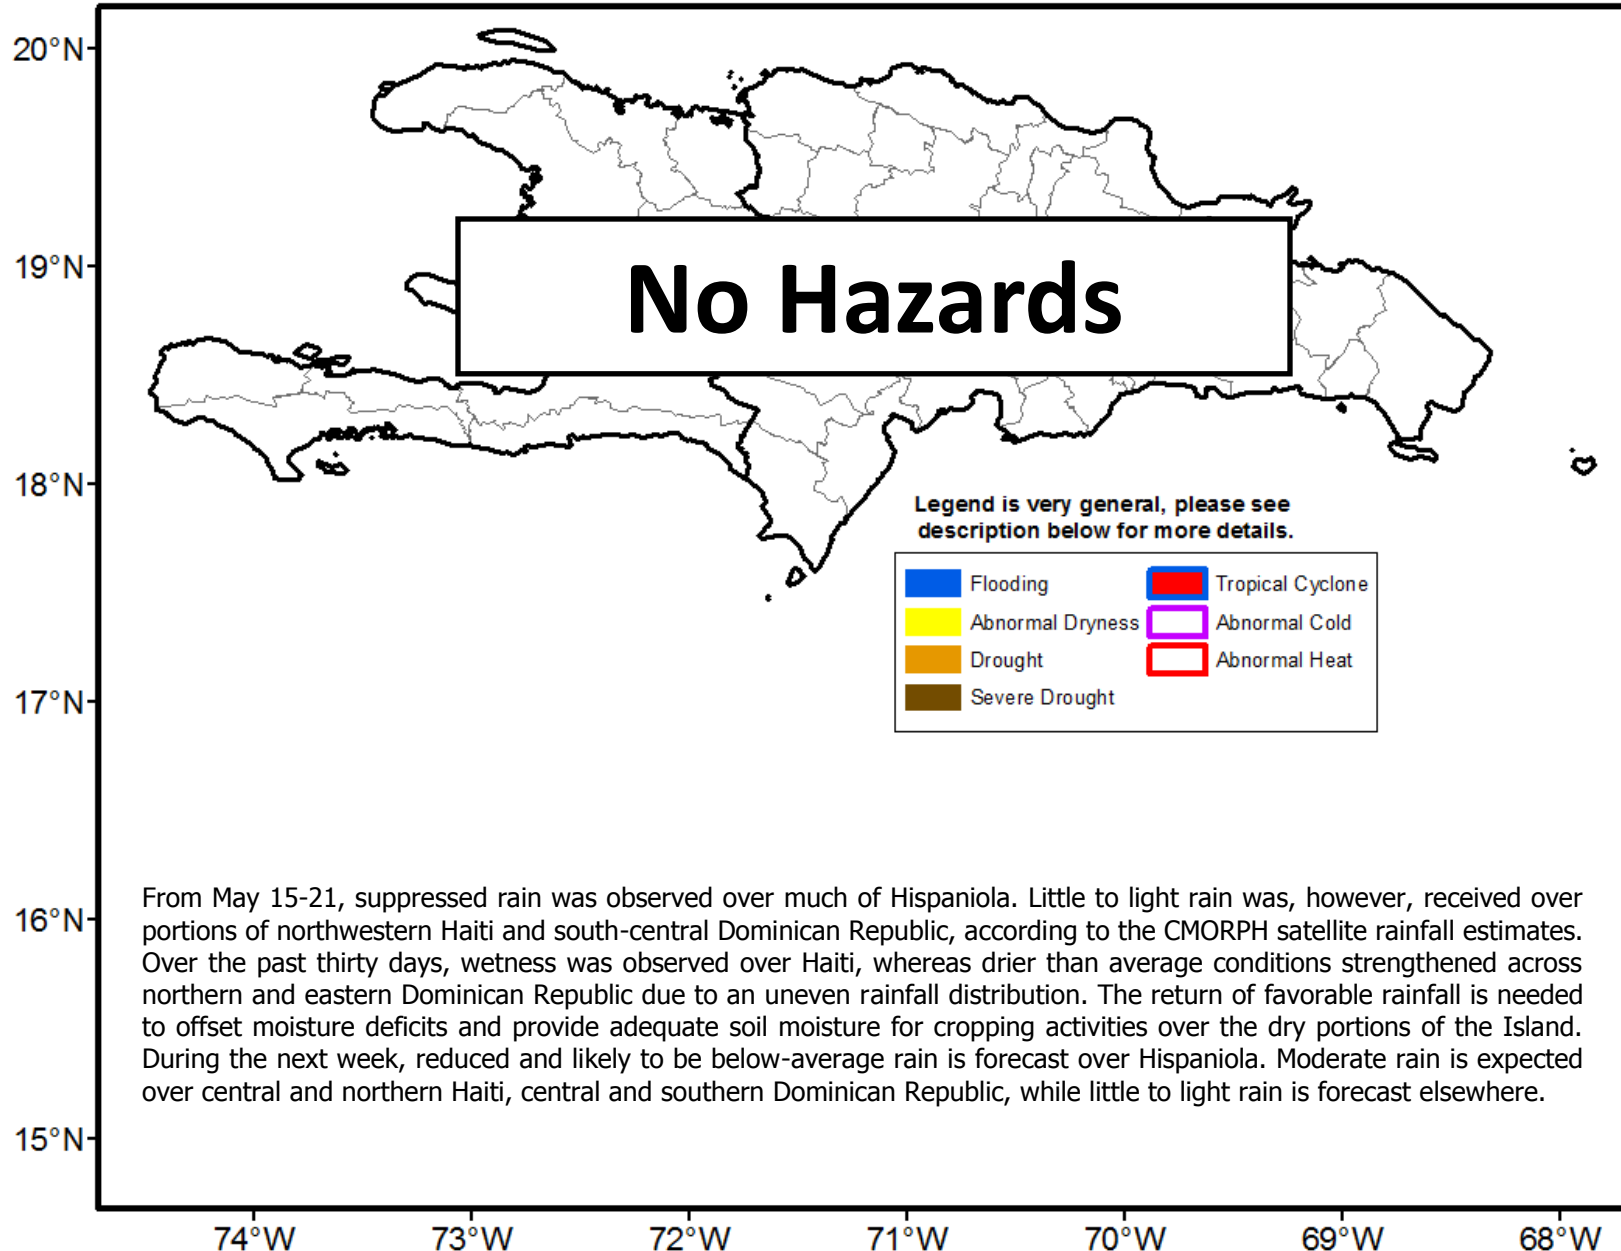 20°N
19°N
18°N
17°N
16°N
15°N
No Hazards
Legend is very general, please see
description below for more details.
Flooding
Tropical Cyclone
Abnormal Dryness
Abnormal Cold
Drought
Abnormal Heat
Severe Drought
From May 15-21, suppressed rain was observed over much of Hispaniola. Little to light rain was, however, received over
portions of northwestern Haiti and south-central Dominican Republic, according to the CMORPH satellite rainfall estimates.
Over the past thirty days, wetness was observed over Haiti, whereas drier than average conditions strengthened across
northern and eastern Dominican Republic due to an uneven rainfall distribution. The return of favorable rainfall is needed
to offset moisture deficits and provide adequate soil moisture for cropping activities over the dry portions of the Island.
During the next week, reduced and likely to be below-average rain is forecast over Hispaniola. Moderate rain is expected
over central and northern Haiti, central and southern Dominican Republic, while little to light rain is forecast elsewhere.
74°W
73°W
72°W
71°W
70°W
69°W
68°W